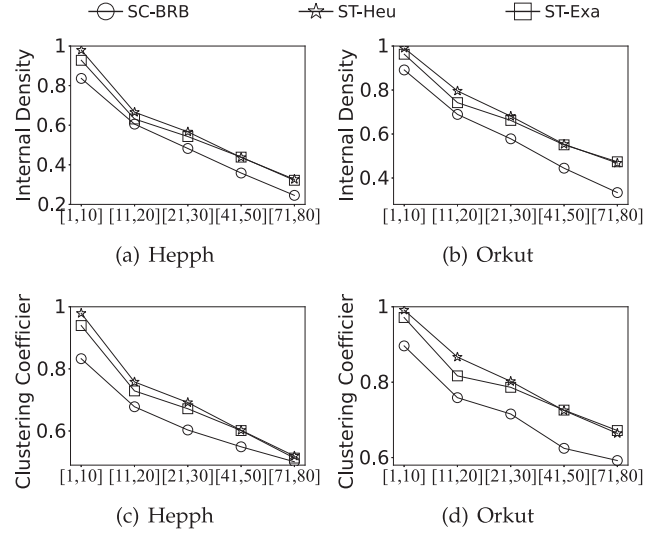 SC-BRB ST-Heu ST-Exa
1 1
0.8 0.8
0.6 0.6
0.4 0.4
0.2
Internal Density Internal Density
[1,10] [11,20] [21,30] [41,50] [71,80] [1,10] [11,20] [21,30] [41,50] [71,80]
(a) Hepph (b) Orkut
1 1
0.8 0.8
0.6 0.6
Clustering Coefficier Clustering Coefficier
[1,10] [11,20] [21,30] [41,50] [71,80] [1,10] [11,20] [21,30] [41,50] [71,80]
(c) Hepph (d) Orkut